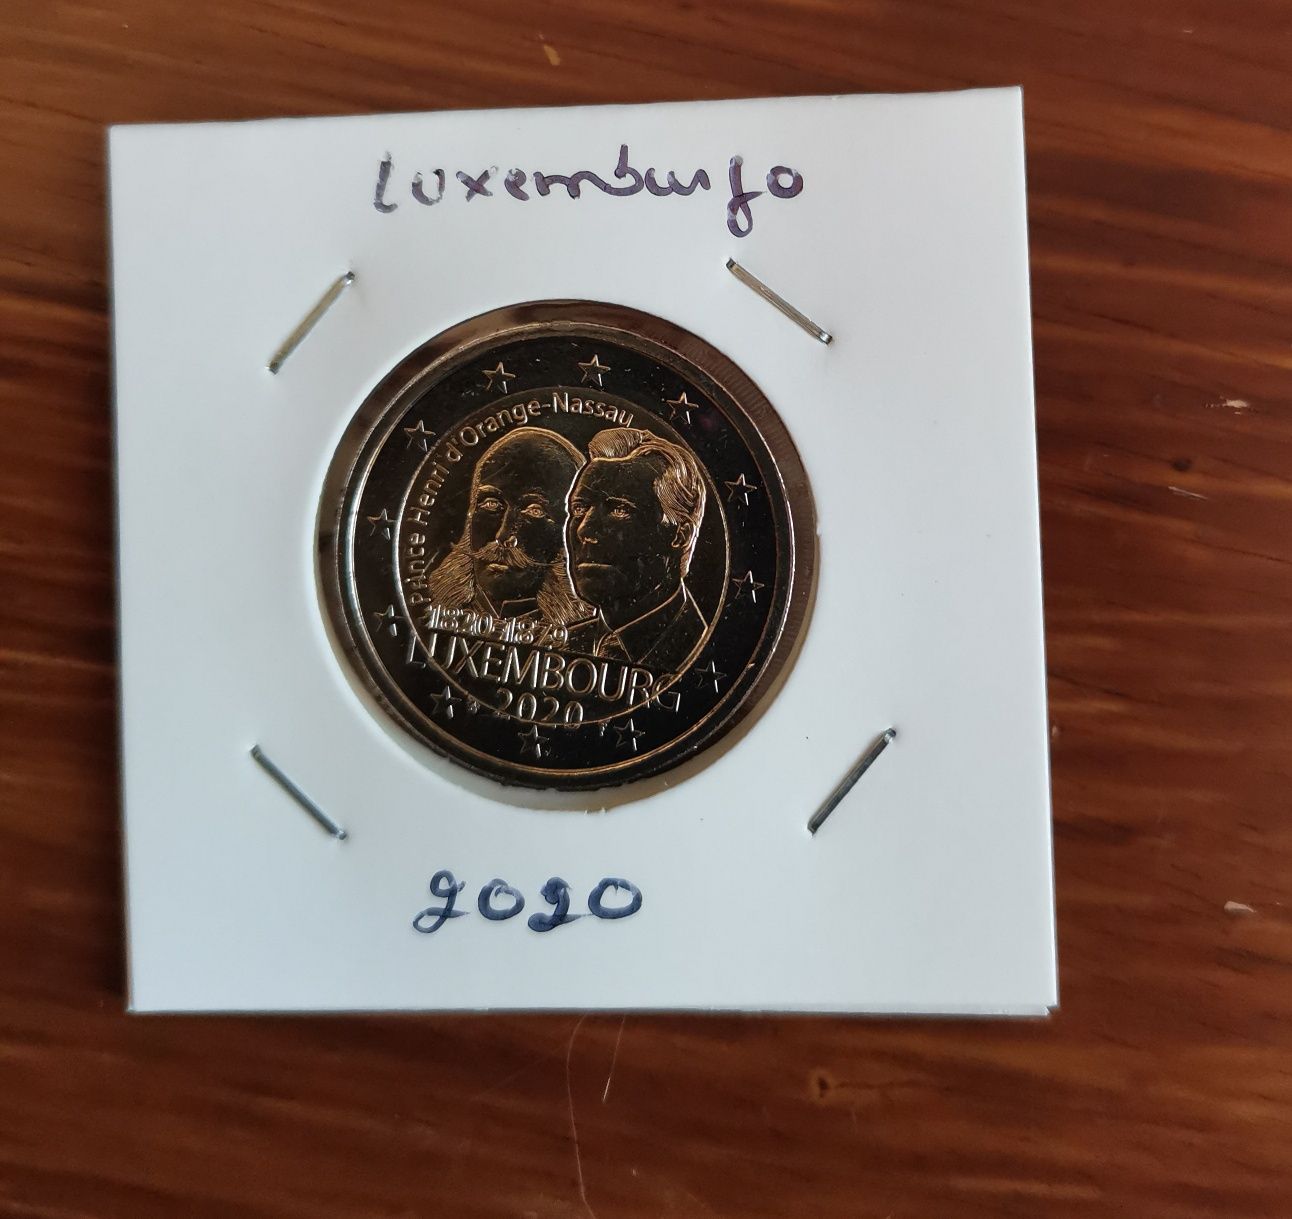 Luxemburgo
Prince Henri d'Orange-Nassau
1820-1879
LUXEMBOURG
2020
2020